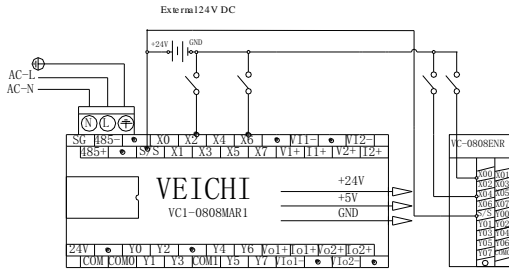 External24V DC
+24V
GND
AC-L
AC-N
N L
SG 485- X0 X2 X4 X6 VI1- VI2-
485+ S/S X1 X3 X5 X7 V1+ I1+ V2+ I2+
VC-0808ENR
VEICHI
VC1-0808MAR1
+24V
+5V
GND
X00 X01
X02 X03
X04 X05
X06 X07
S/S Y00
Y01 Y02
Y03 Y04
Y05 Y06
Y07 COM0
24V Y0 Y2 Y4 Y6 Vo1+ Io1+ Vo2+ Io2+
COM COM0 Y1 Y3 COM1 Y5 Y7 VIo1- VIo2-